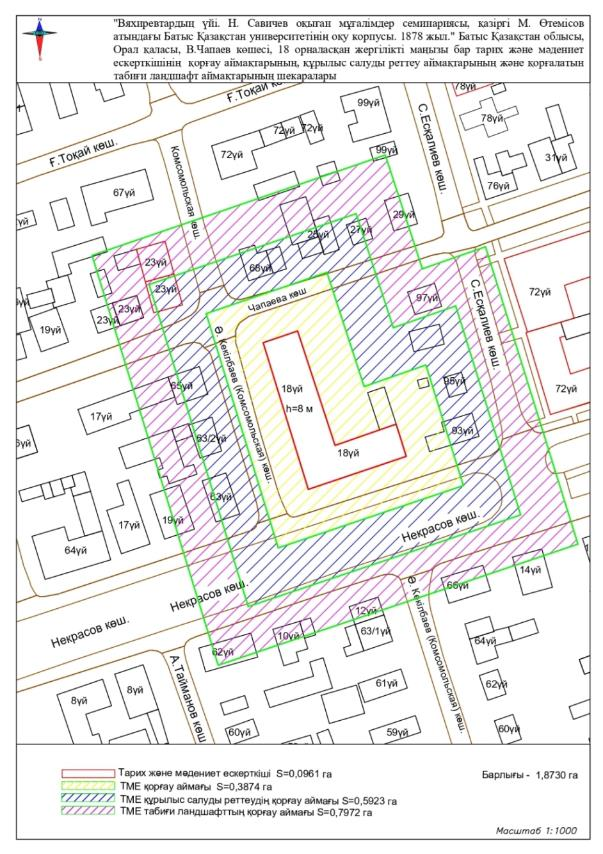 "Вяхиревтардың үйі. Н. Савичев оқыған мұғалімдер семинариясы, қазіргі М. Өтемісов
атындағы Батыс Қазақстан университетінің оқу корпусы. 1878 жыл." Батыс Қазақстан облысы,
Орал қаласы, В.Чапаев көшесі, 18 орналасқан жергілікті маңызы бар тарих және мәдениет
ескерткішінің қорғау аймақтарының, құрылыс салуды реттеу аймақтарының және қорғалатын
табиғи ландшафт аймақтарының шекаралары
Ғ.Тоқай көш.
99үй
78үй
72үй
72үй
78үй
Ғ.Тоқай көш.
72үй
99үй
С.Есқалиев көш.
31үй
Комсомольская көш.
76үй
67үй
29үй
27үй
25үй
23үй
68үй
23үй
97үй
72үй
23үй
23үй
19үй
Чапаева көш
С.Есқалиев көш.
Ә. Кекілбаев (Комсомольская) көш.
65үй
18үй
95үй
72үй
17үй
h=8 м
93үй
63/2үй
18үй
63үй
17үй
19үй
Некрасов көш.
64үй
14үй
66үй
Некрасов көш.
Некрасов көш.
12үй
Ә. Кекілбаев (Комсомольская) көш.
10үй
63/1үй
64үй
62үй
А.Тайманов көш
61үй
62үй
8үй
8үй
60үй
59үй
60үй
Тарих және мәдениет ескерткіші S=0,0961 га
Барлығы - 1,8730 га
ТМЕ қорғау аймағы S=0,3874 га
ТМЕ құрылыс салуды реттеудің қорғау аймағы S=0,5923 га
ТМЕ табиғи ландшафттың қорғау аймағы S=0,7972 га
Масштаб 1:1000